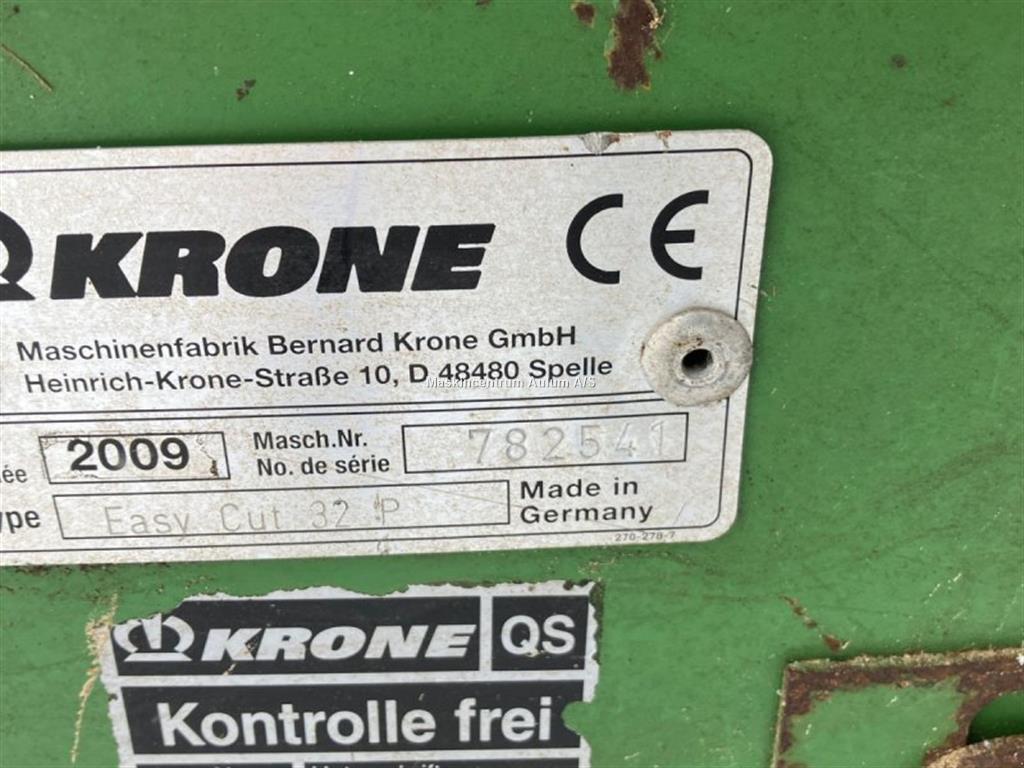 KRONE CE
Maschinenfabrik Bernard Krone GmbH
Heinrich-Krone-Straße 10, D 48480 Spelle
Maskincentrum Aulum A/S
2009 Masch.Nr. 782541
No. de série
Easy Cut 32 P Made in
Germany
270-278-7
KRONE QS
Kontrolle frei